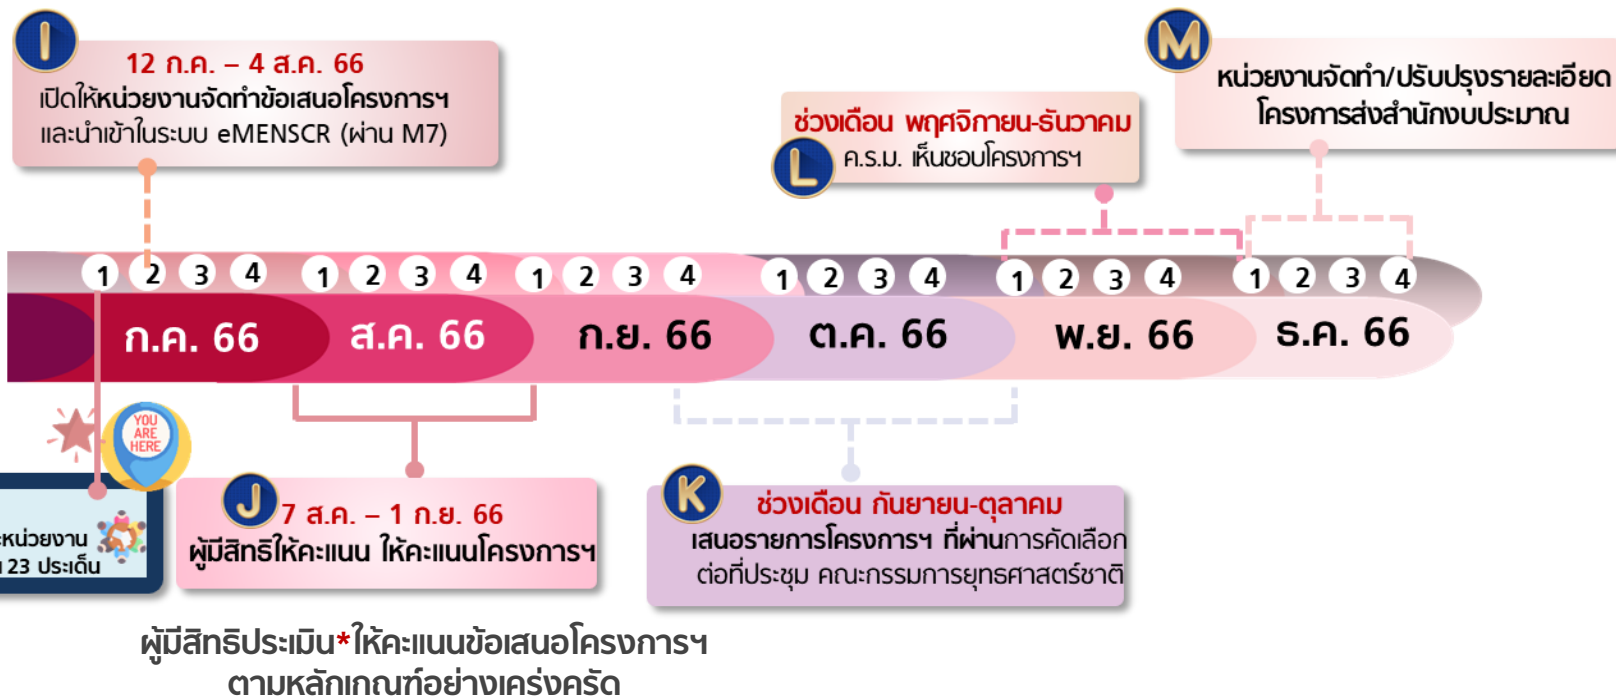 I
12 ก.ค. – 4 ส.ค. 66
เปิดให้หน่วยงานจัดทำข้อเสนอโครงการฯ
และนำเข้าในระบบ eMENSCR (ผ่าน M7)
L
ช่วงเดือน พฤศจิกายน-ธันวาคม
ค.ร.ม. เห็นชอบโครงการฯ
M
หน่วยงานจัดทำ/ปรับปรุงรายละเอียด
โครงการส่งสำนักงบประมาณ
1 2 3 4 1 2 3 4 1 2 3 4 1 2 3 4 1 2 3 4 1 2 3 4
ก.ค. 66 ส.ค. 66 ก.ย. 66 ต.ค. 66 พ.ย. 66 ธ.ค. 66
YOU
ARE
HERE
หน่วยงาน
23 ประเด็น
J
7 ส.ค. – 1 ก.ย. 66
ผู้มีสิทธิให้คะแนน ให้คะแนนโครงการฯ
K
ช่วงเดือน กันยายน-ตุลาคม
เสนอรายการโครงการฯ ที่ผ่านการคัดเลือก
ต่อที่ประชุม คณะกรรมการยุทธศาสตร์ชาติ
ผู้มีสิทธิประเมิน*ให้คะแนนข้อเสนอโครงการฯ
ตามหลักเกณฑ์อย่างเคร่งครัด